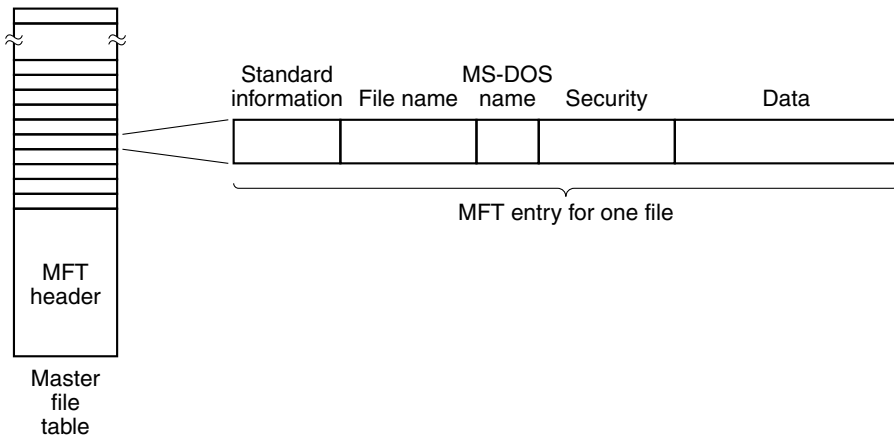 Standard
information
File name
MS-DOS
name
Security
Data
MFT entry for one file
MFT
header
Master
file
table